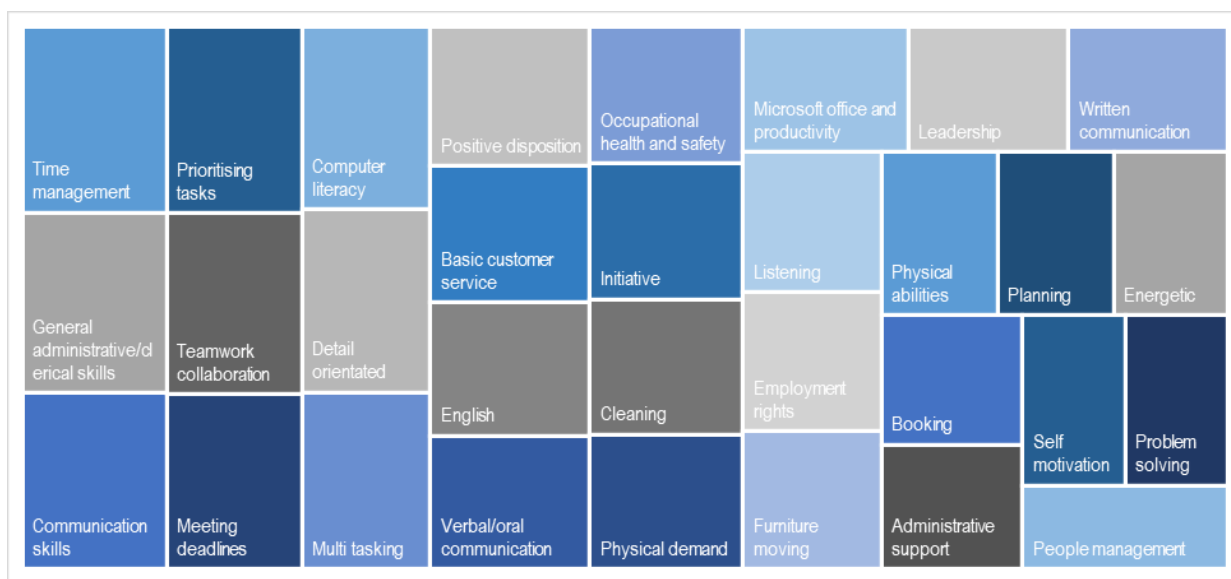 Time
management
General
administrative/cl
erical skills
Communication
skills
Prioritising
tasks
Teamwork
collaboration
Meeting
deadlines
Computer
literacy
Detail
orientated
Multi tasking
Positive disposition
Basic customer
service
English
Verbal/oral
communication
Occupational
health and safety
Initiative
Cleaning
Physical demand
Microsoft office and
productivity
Leadership
Written
communication
Listening
Employment
rights
Furniture
moving
Physical
abilities
Planning
Energetic
Booking
Administrative
support
Self
motivation
Problem
solving
People management